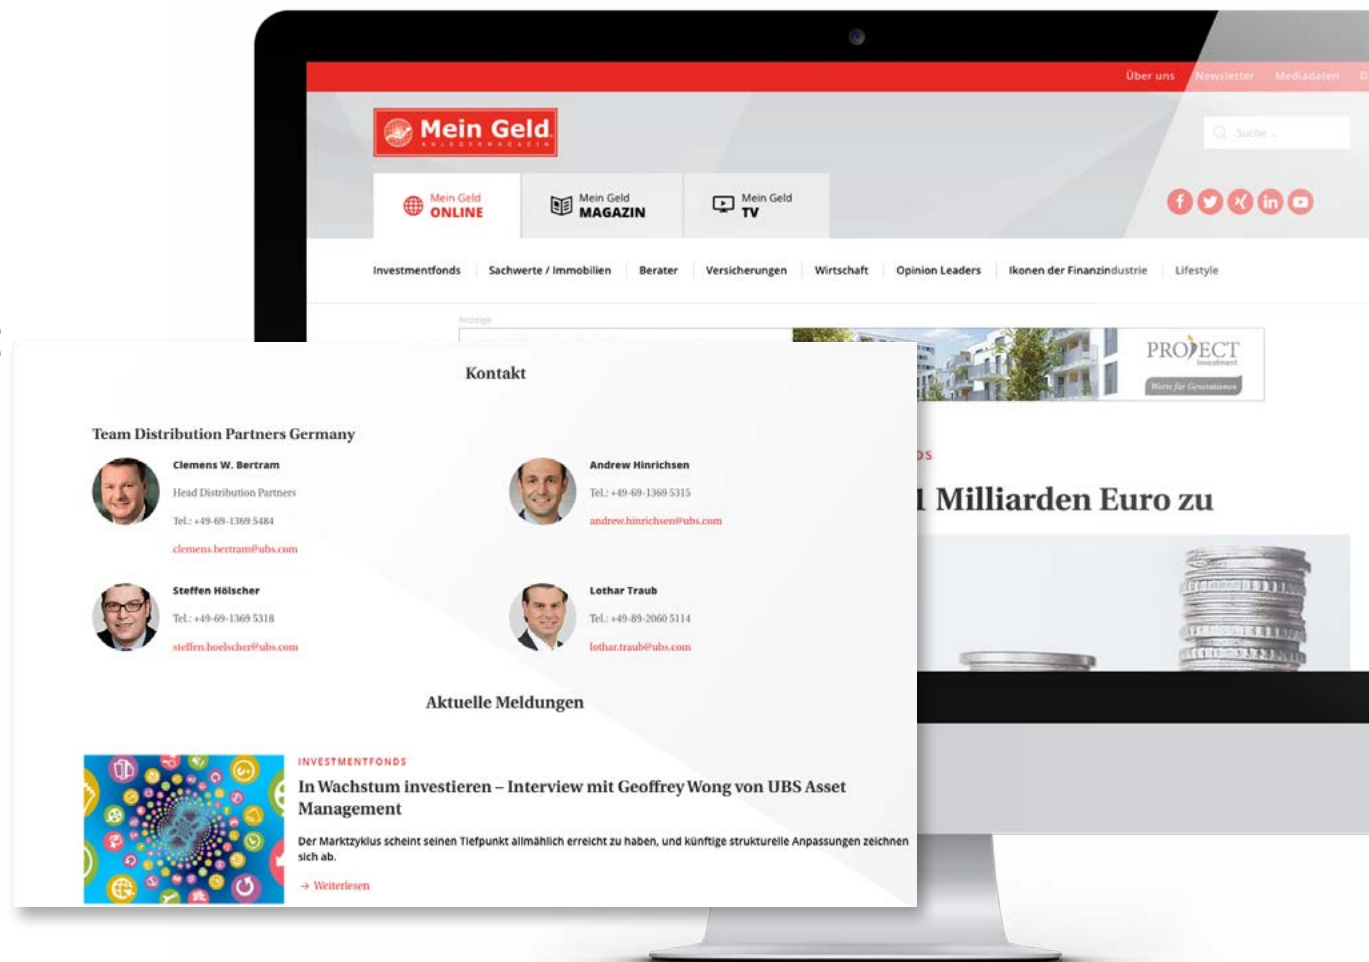 Über uns Newsletter Mediadaten
Mein Geld
ANLEGERMAGAZIN
Suche ...
Mein Geld
ONLINE
Mein Geld
MAGAZIN
Mein Geld
TV
Investmentfonds Sachwerte / Immobilien Berater Versicherungen Wirtschaft Opinion Leaders Ikonen der Finanzindustrie Lifestyle
Anzeige
PROJECT
Investment
Werte für Generationen
1 Milliarden Euro zu
Kontakt
Team Distribution Partners Germany
Clemens W. Bertram
Head Distribution Partners
Tel.: +49-69-1369 5484
clemens.bertram@ubs.com
Andrew Hinrichsen
Tel.: +49-69-1369 5315
andrew.hinrichsen@ubs.com
Steffen Hölscher
Tel.: +49-69-1369 5318
steffen.hoelscher@ubs.com
Lothar Traub
Tel.: +49-89-2060 5114
lothar.traub@ubs.com
Aktuelle Meldungen
INVESTMENTFONDS
In Wachstum investieren – Interview mit Geoffrey Wong von UBS Asset
Management
Der Marktzyklus scheint seinen Tiefpunkt allmählich erreicht zu haben, und künftige strukturelle Anpassungen zeichnen
sich ab.
→ Weiterlesen